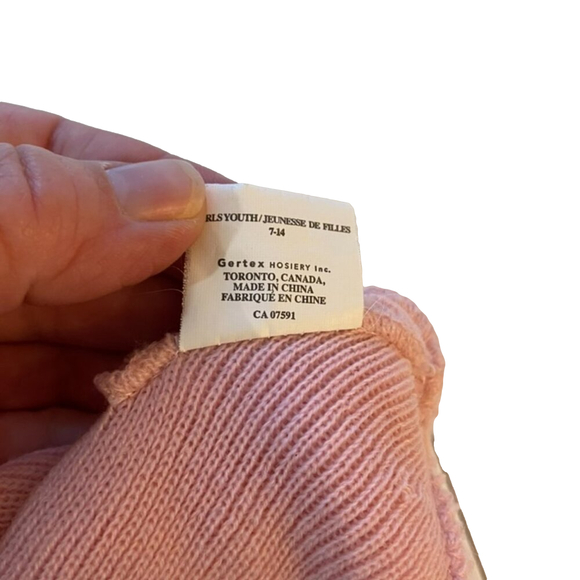 RLS YOUTH/JEUNESSE DE FILLES
7-14
Gertex HOSIERY Inc.
TORONTO, CANADA,
MADE IN CHINA
FABRIQUÉ EN CHINE
CA 07591